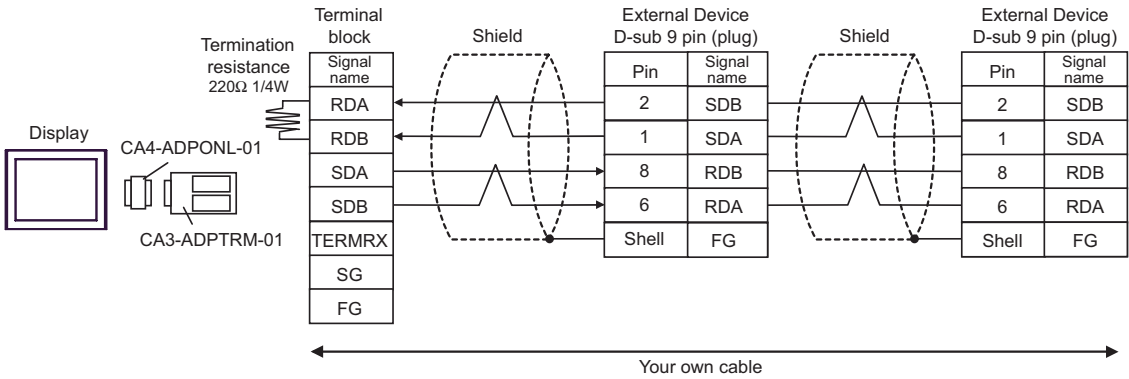 Display
CA4-ADPONL-01
CA3-ADPTRM-01
Termination
resistance
220Ω 1/4W
Terminal
block
Signal
name
RDA
RDB
SDA
SDB
TERMRX
SG
FG
Shield
External Device
D-sub 9 pin (plug)
Pin Signal
name
2 SDB
1 SDA
8 RDB
6 RDA
Shell FG
Shield
External Device
D-sub 9 pin (plug)
Pin Signal
name
2 SDB
1 SDA
8 RDB
6 RDA
Shell FG
Your own cable